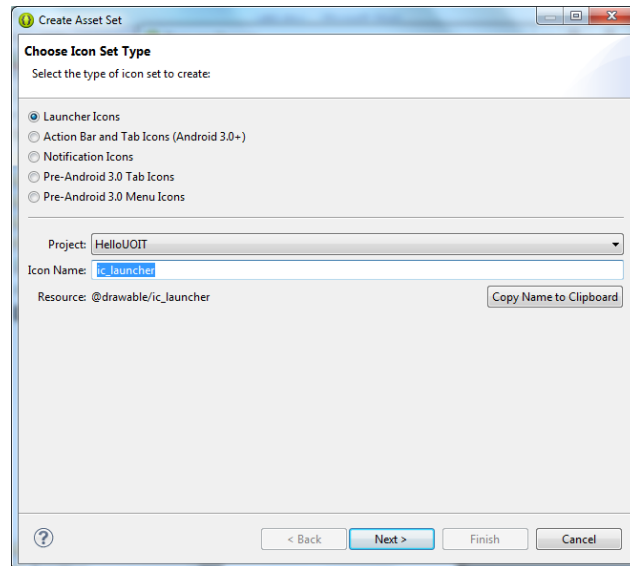 Create Asset Set
Choose Icon Set Type
Select the type of icon set to create:
Launcher Icons
Action Bar and Tab Icons (Android 3.0+)
Notification Icons
Pre-Android 3.0 Tab Icons
Pre-Android 3.0 Menu Icons
Project: HelloUOIT
Icon Name: ic_launcher
Resource: @drawable/ic_launcher Copy Name to Clipboard
? < Back Next > Finish Cancel